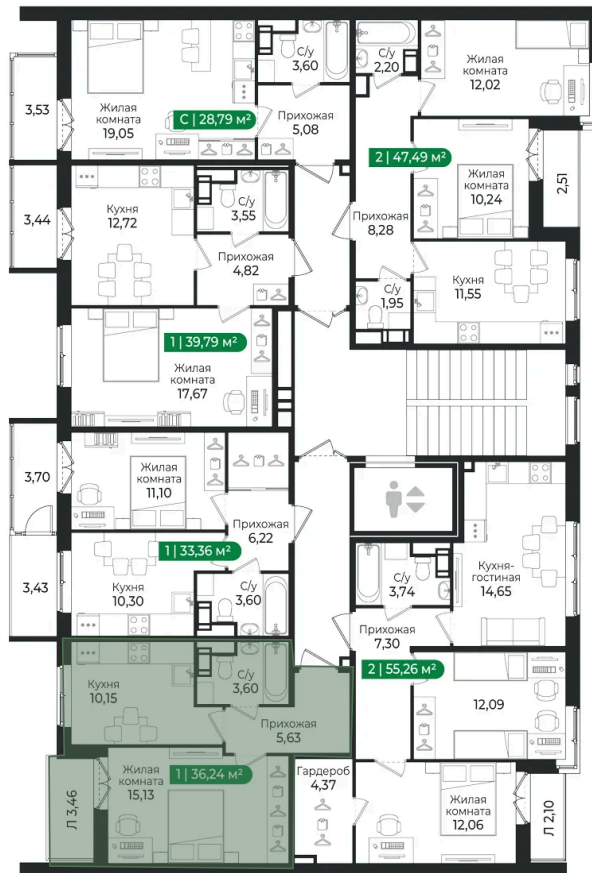 3,53
Жилая
комната
19,05
С | 28,79 м²
С/у
3,60
Прихожая
5,08
С/у
2,20
Жилая
комната
12,02
2 | 47,49 м²
Жилая
комната
10,24
2,51
3,44
Кухня
12,72
С/у
3,55
Прихожая
4,82
Прихожая
8,28
С/у
1,95
Кухня
11,55
1 | 39,79 м²
Жилая
комната
17,67
3,70
Жилая
комната
11,10
Прихожая
6,22
1 | 33,36 м²
3,43
Кухня
10,30
С/у
3,60
С/у
3,74
Кухня-
гостиная
14,65
Прихожая
7,30
2 | 55,26 м²
12,09
Кухня
10,15
С/у
3,60
Прихожая
5,63
Л 3,46
Жилая
комната
15,13
1 | 36,24 м²
Гардероб
4,37
Жилая
комната
12,06
Л 2,10